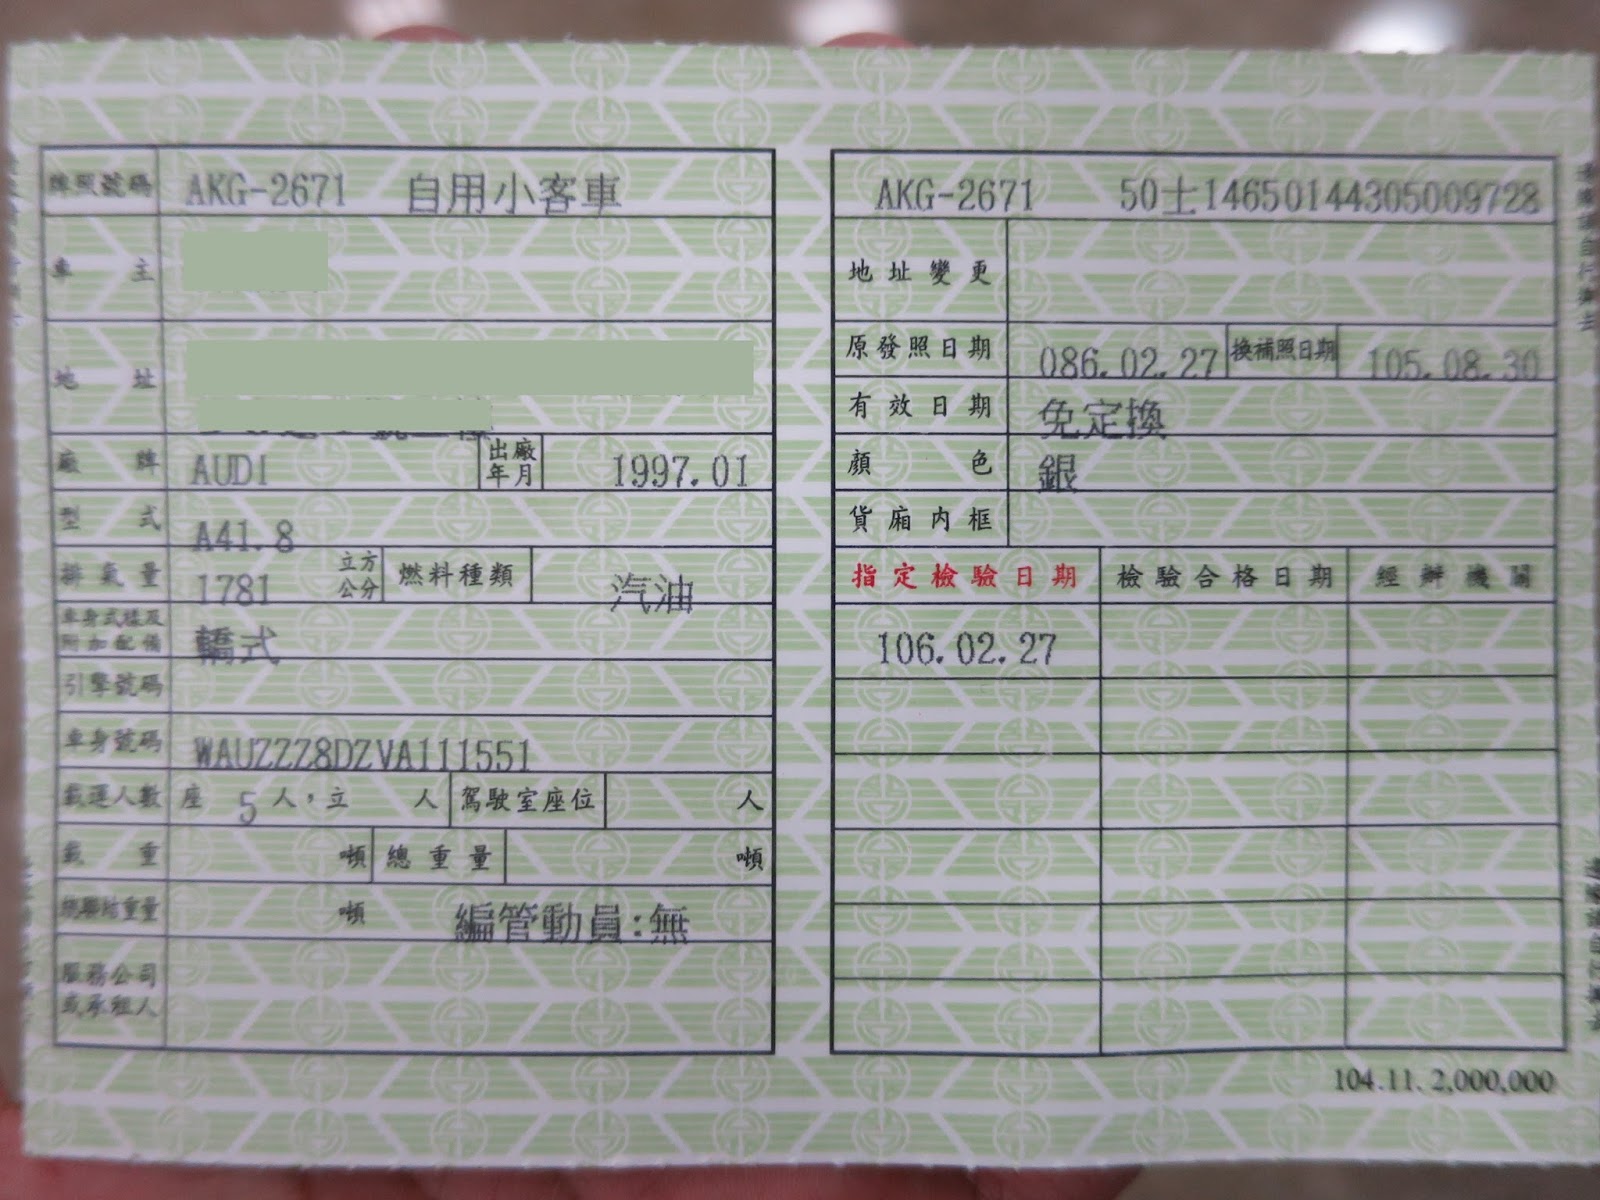 牌照號碼 AKG-2671 自用小客車
車主
地址
廠牌 AUDI 出廠年月 1997.01
型式 A41.8
排氣量 1781 立方公分 燃料種類 汽油
車身式樣及附加配備 轎式
引擎號碼
車身號碼 WAUZZZ8DZVA111551
載運人數 座 5 人，立 人 駕駛室座位 人
載重 噸 總重量 噸
總聯結重量 噸 編管動員:無
服務公司或承租人
AKG-2671 50士14650144305009728
地址變更
原發照日期 086.02.27 換補照日期 105.08.30
有效日期 免定換
顏色 銀
貨廂內框
指定檢驗日期 檢驗合格日期 經辦機關
106.02.27
104.11. 2,000,000